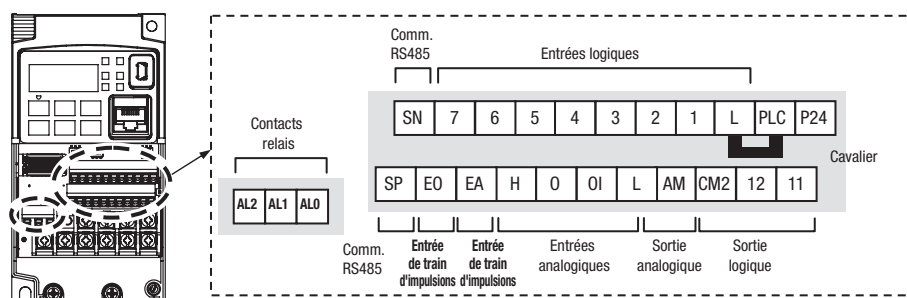 Comm.
RS485
Entrées logiques
SN 7 6 5 4 3 2 1 L PLC P24
Contacts
relais
Cavalier
AL2 AL1 AL0
SP EO EA H O OI L AM CM2 12 11
Comm.
RS485
Entrée
de train
d'impulsions
Entrée
de train
d'impulsions
Entrées
analogiques
Sortie
analogique
Sortie
logique